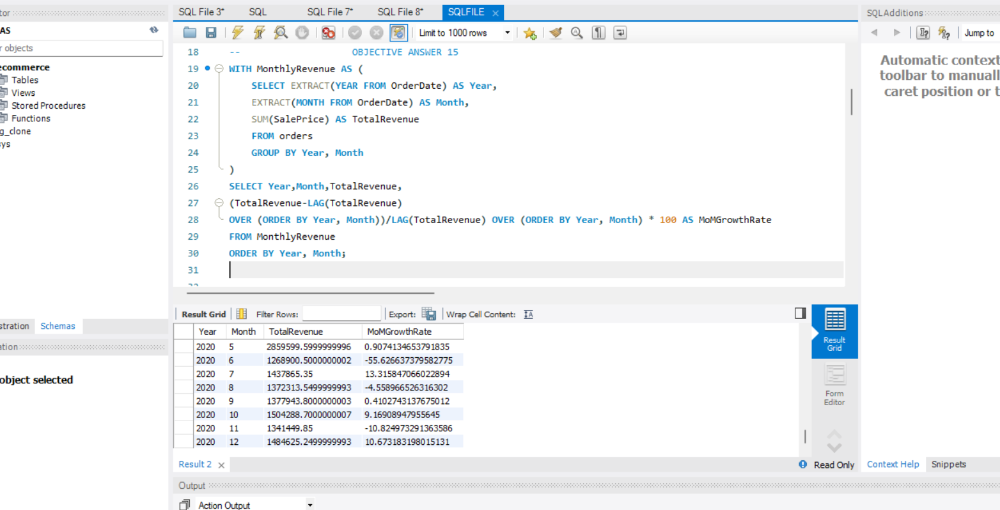 tor
AS
r objects
ecommerce
Tables
Views
Stored Procedures
Functions
g_clone
sys
stration Schemas
ation
object selected
SQL File 3* SQL SQL File 7* SQL File 8* SQLFILE
Limit to 1000 rows
18 -- OBJECTIVE ANSWER 15
19 WITH MonthlyRevenue AS (
20 SELECT EXTRACT(YEAR FROM OrderDate) AS Year,
21 EXTRACT(MONTH FROM OrderDate) AS Month,
22 SUM(SalePrice) AS TotalRevenue
23 FROM orders
24 GROUP BY Year, Month
25 )
26 SELECT Year,Month,TotalRevenue,
27 (TotalRevenue-LAG(TotalRevenue)
28 OVER (ORDER BY Year, Month))/LAG(TotalRevenue) OVER (ORDER BY Year, Month) * 100 AS MoMGrowthRate
29 FROM MonthlyRevenue
30 ORDER BY Year, Month;
31
Result Grid Filter Rows: Export: Wrap Cell Content:
Year Month TotalRevenue MoMGrowthRate
2020 5 2859599.5999999996 0.9074134653791835
2020 6 1268900.5000000002 -55.626637379582775
2020 7 1437865.35 13.315847066022894
2020 8 1372313.5499999993 -4.558966526316302
2020 9 1377943.8000000003 0.4102743137675012
2020 10 1504288.7000000007 9.16908947955645
2020 11 1341449.85 -10.824973291363586
2020 12 1484625.2499999993 10.673183198015131
Result Grid
Form Editor
Result 2 Read Only
Output
Action Output
SQLAdditions
Jump to
Automatic context
toolbar to manuall
caret position or t
Context Help Snippets